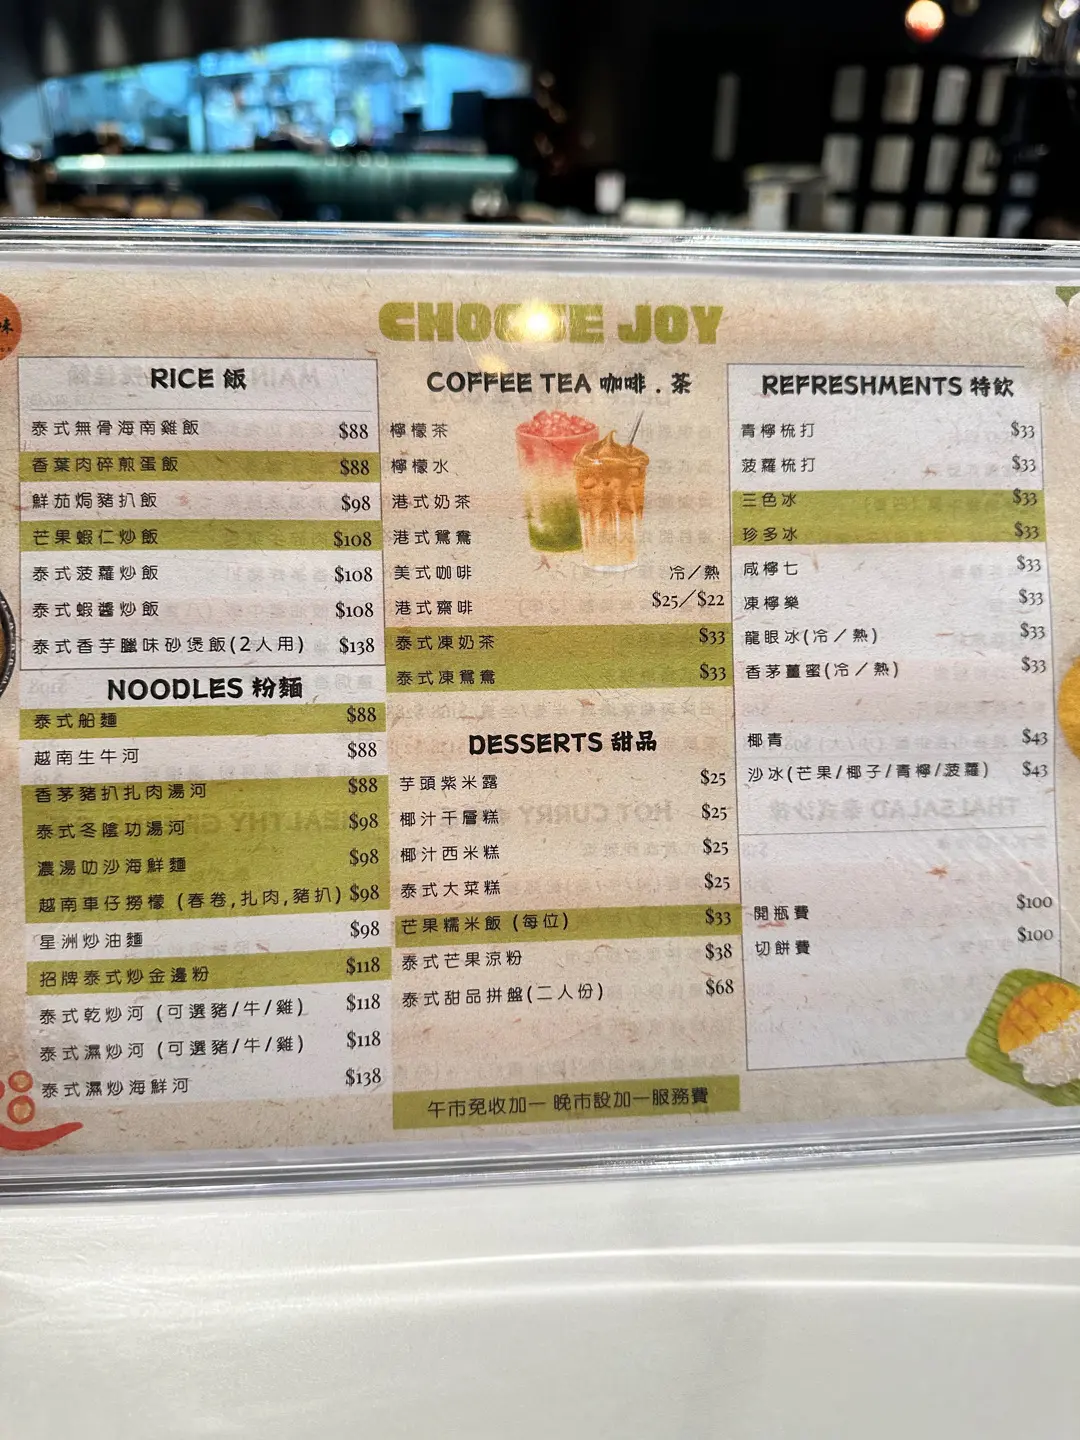 味
CHOOSE JOY
RICE 飯
泰式無骨海南雞飯 $88
香葉肉碎煎蛋飯 $88
鮮茄焗豬扒飯 $98
芒果蝦仁炒飯 $108
泰式菠蘿炒飯 $108
泰式蝦醬炒飯 $108
泰式香芋臘味砂煲飯(2人用) $138
NOODLES 粉麵
泰式船麵 $88
越南生牛河 $88
香茅豬扒扎肉湯河 $88
泰式冬陰功湯河 $98
濃湯叻沙海鮮麵 $98
越南車仔撈檬 (春卷,扎肉,豬扒) $98
星洲炒油麵 $98
招牌泰式炒金邊粉 $118
泰式乾炒河 (可選豬/牛/雞) $118
泰式濕炒河 (可選豬/牛/雞) $118
泰式濕炒海鮮河 $138
COFFEE TEA 咖啡 . 茶
檸檬茶
檸檬水
港式奶茶
港式鴛鴦
美式咖啡 冷/熱
港式齋啡 $25/$22
泰式凍奶茶 $33
泰式凍鴛鴦 $33
DESSERTS 甜品
芋頭紫米露 $25
椰汁千層糕 $25
椰汁西米糕 $25
泰式大菜糕 $25
芒果糯米飯 (每位) $33
泰式芒果涼粉 $38
泰式甜品拼盤(二人份) $68
午市免收加一 晚市設加一服務費
REFRESHMENTS 特飲
青檸梳打 $33
菠蘿梳打 $33
三色冰 $33
珍多冰 $33
咸檸七 $33
凍檸樂 $33
龍眼冰(冷/熱) $33
香茅薑蜜(冷/熱) $33
椰青 $43
沙冰(芒果/椰子/青檸/菠蘿) $43
開瓶費 $100
切餅費 $100